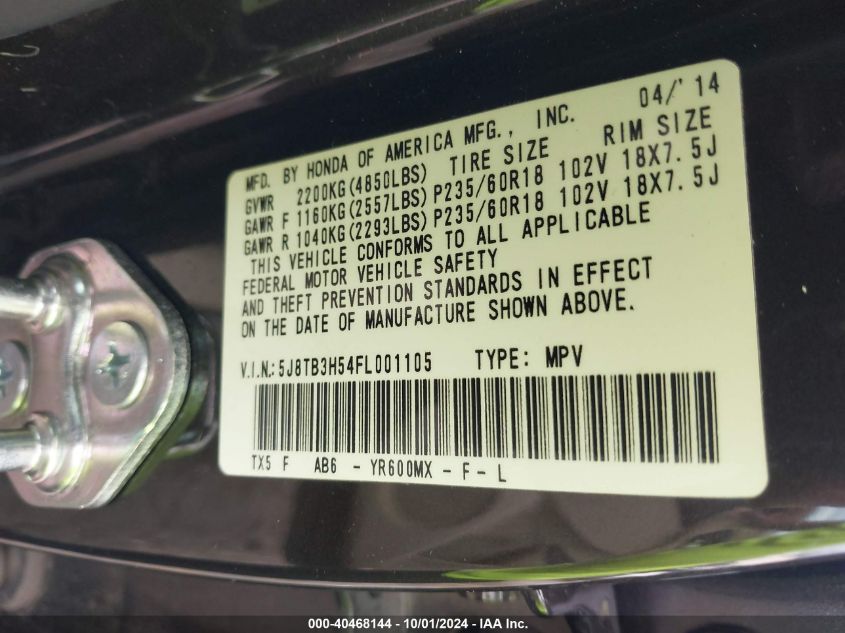 04/'14
MFD. BY HONDA OF AMERICA MFG., INC.
TIRE SIZE RIM SIZE
GVWR 2200KG(4850LBS)
GAWR F 1160KG(2557LBS) P235/60R18 102V 18X7.5J
GAWR R 1040KG(2293LBS) P235/60R18 102V 18X7.5J
THIS VEHICLE CONFORMS TO ALL APPLICABLE
FEDERAL MOTOR VEHICLE SAFETY
AND THEFT PREVENTION STANDARDS IN EFFECT
ON THE DATE OF MANUFACTURE SHOWN ABOVE.
V.I.N.: 5J8TB3H54FL001105 TYPE: MPV
TX5 F AB6 - YR600MX - F - L
000-40468144 - 10/01/2024 - IAA Inc.